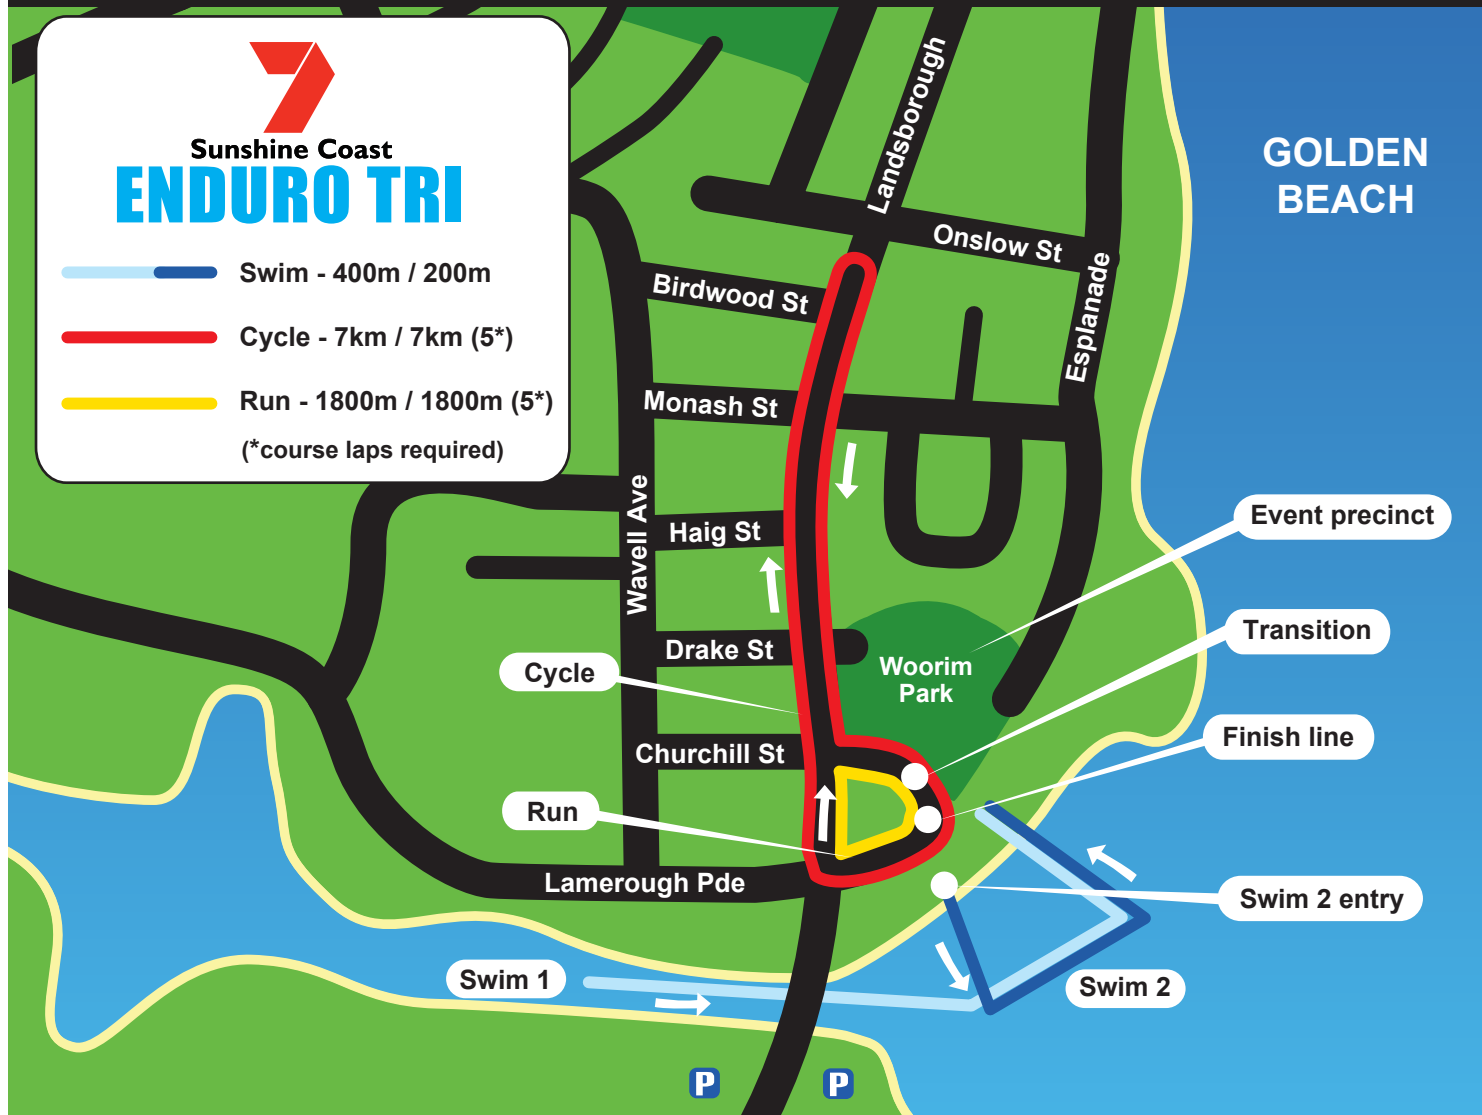 7
Sunshine Coast
ENDURO TRI
Swim - 400m / 200m
Cycle - 7km / 7km (5*)
Run - 1800m / 1800m (5*)
(*course laps required)
GOLDEN
BEACH
Landsborough
Onslow St
Esplanade
Birdwood St
Monash St
Wavell Ave
Haig St
Event precinct
Drake St
Transition
Woorim
Park
Cycle
Finish line
Churchill St
Run
Lamerough Pde
Swim 2 entry
Swim 1
Swim 2
P
P